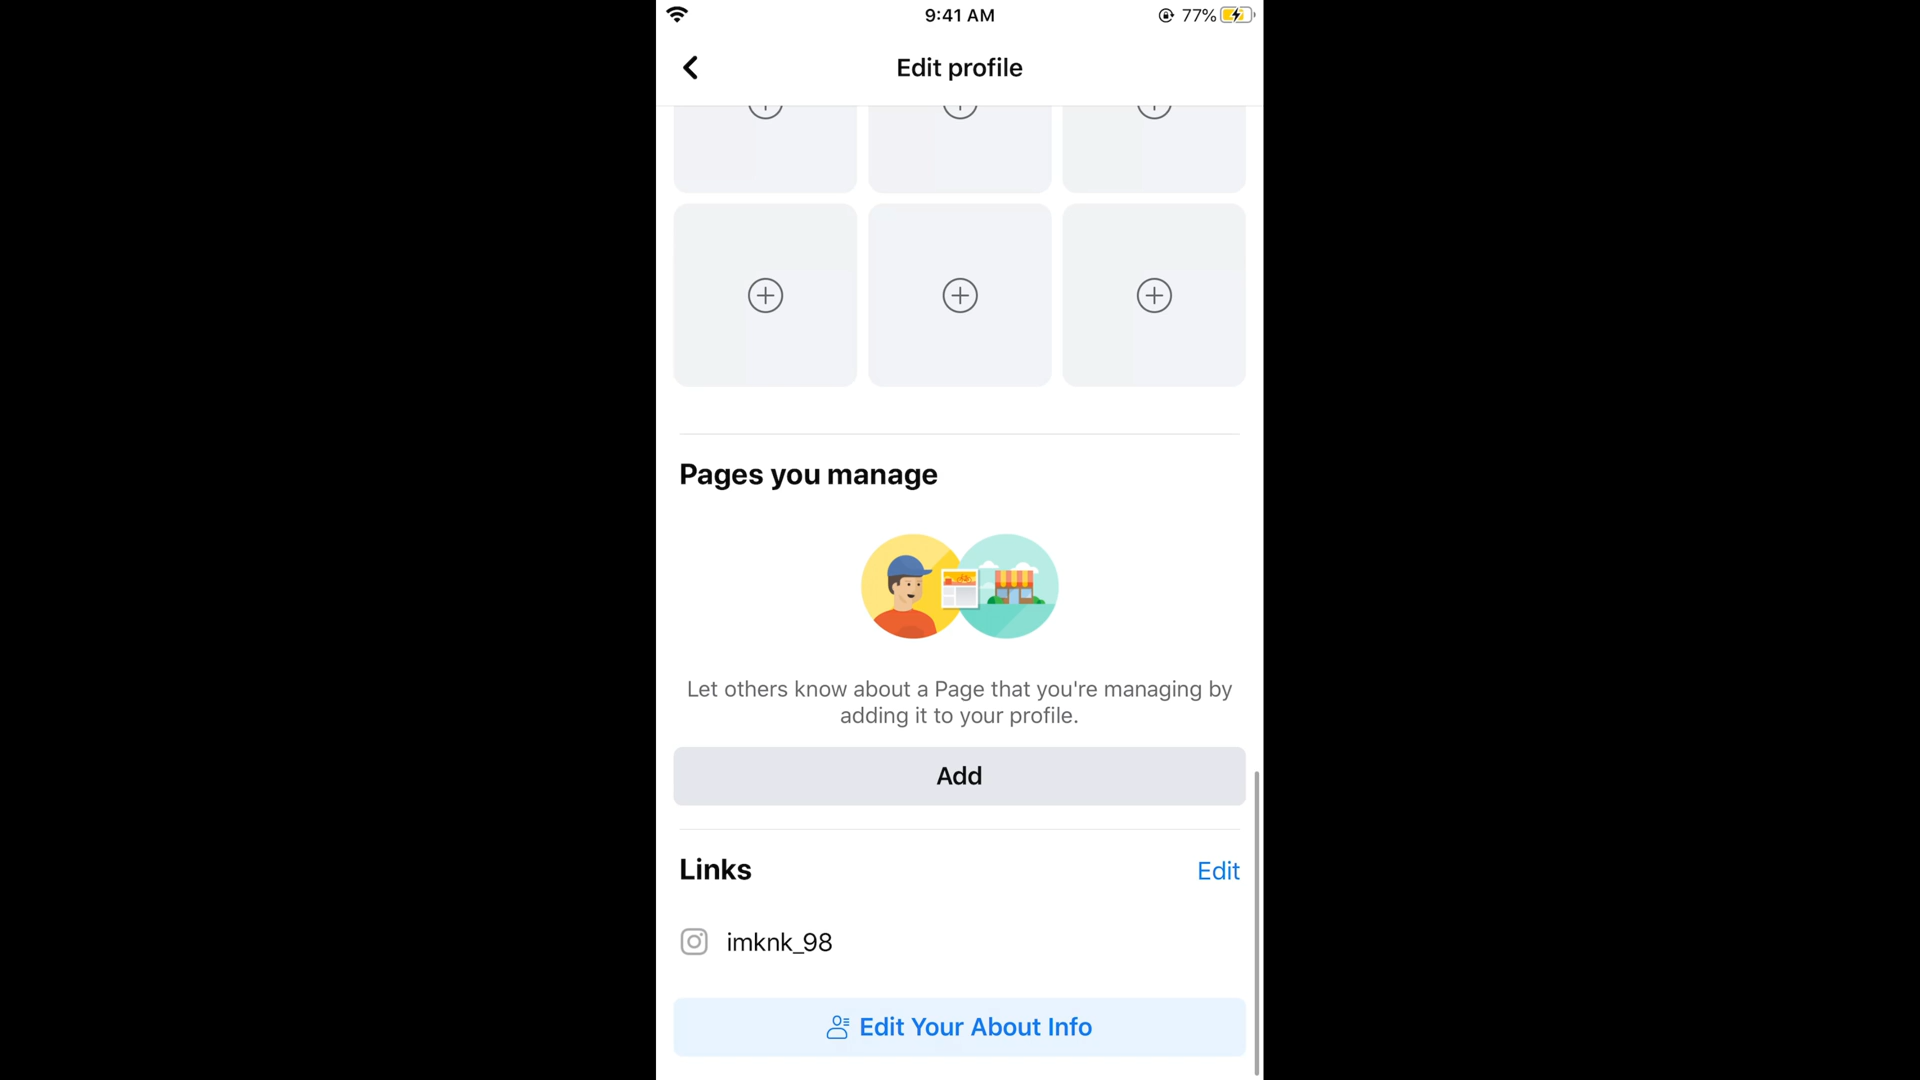 9:41 AM
77%
Edit profile
Pages you manage
Let others know about a Page that you're managing by
adding it to your profile.
Add
Links
Edit
imknk_98
Edit Your About Info